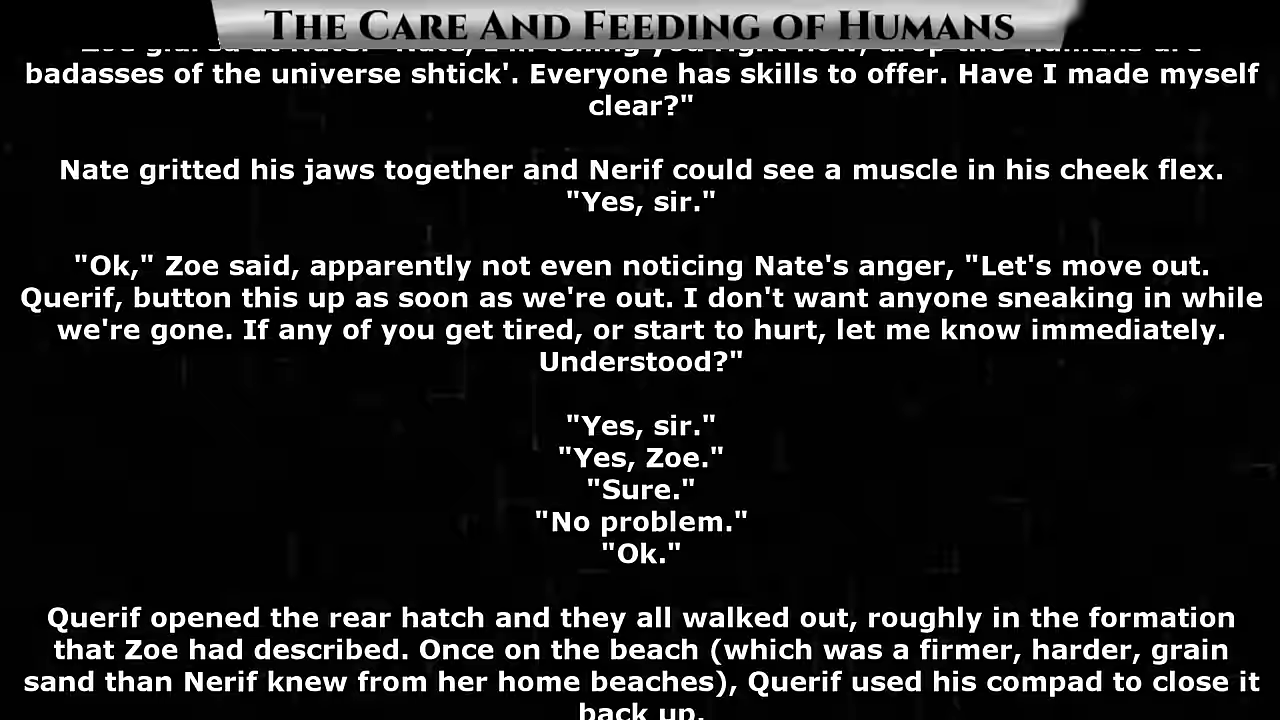 The Care And Feeding of Humans
badasses of the universe shtick'. Everyone has skills to offer. Have I made myself
clear?"
Nate gritted his jaws together and Nerif could see a muscle in his cheek flex.
"Yes, sir."
"Ok," Zoe said, apparently not even noticing Nate's anger, "Let's move out.
Querif, button this up as soon as we're out. I don't want anyone sneaking in while
we're gone. If any of you get tired, or start to hurt, let me know immediately.
Understood?"
"Yes, sir."
"Yes, Zoe."
"Sure."
"No problem."
"Ok."
Querif opened the rear hatch and they all walked out, roughly in the formation
that Zoe had described. Once on the beach (which was a firmer, harder, grain
sand than Nerif knew from her home beaches), Querif used his compad to close it
back up.